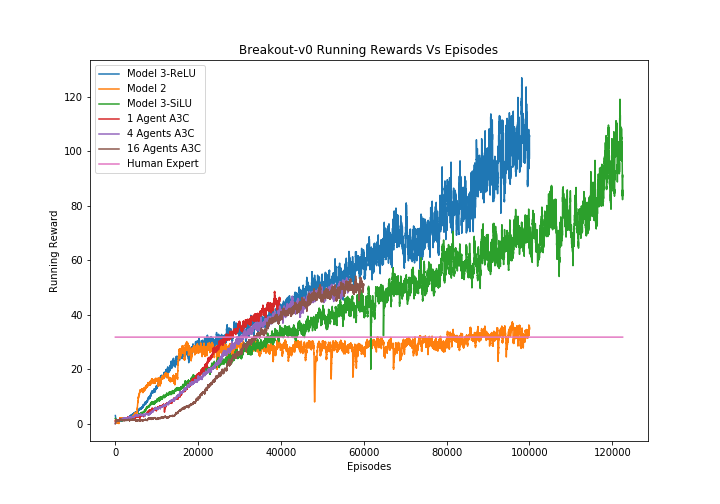 Breakout-v0 Running Rewards Vs Episodes
Model 3-ReLU
Model 2
Model 3-SiLU
1 Agent A3C
4 Agents A3C
16 Agents A3C
Human Expert
Running Reward
120
100
80
60
40
20
0
0 20000 40000 60000 80000 100000 120000
Episodes